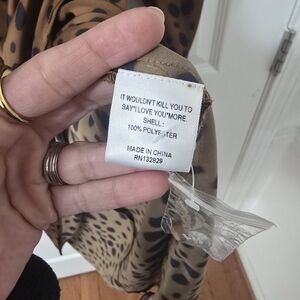 IT WOULDN'T KILL YOU TO
SAY"I LOVE YOU"MORE.
SHELL:
100% POLYESTER
MADE IN CHINA
RN132829